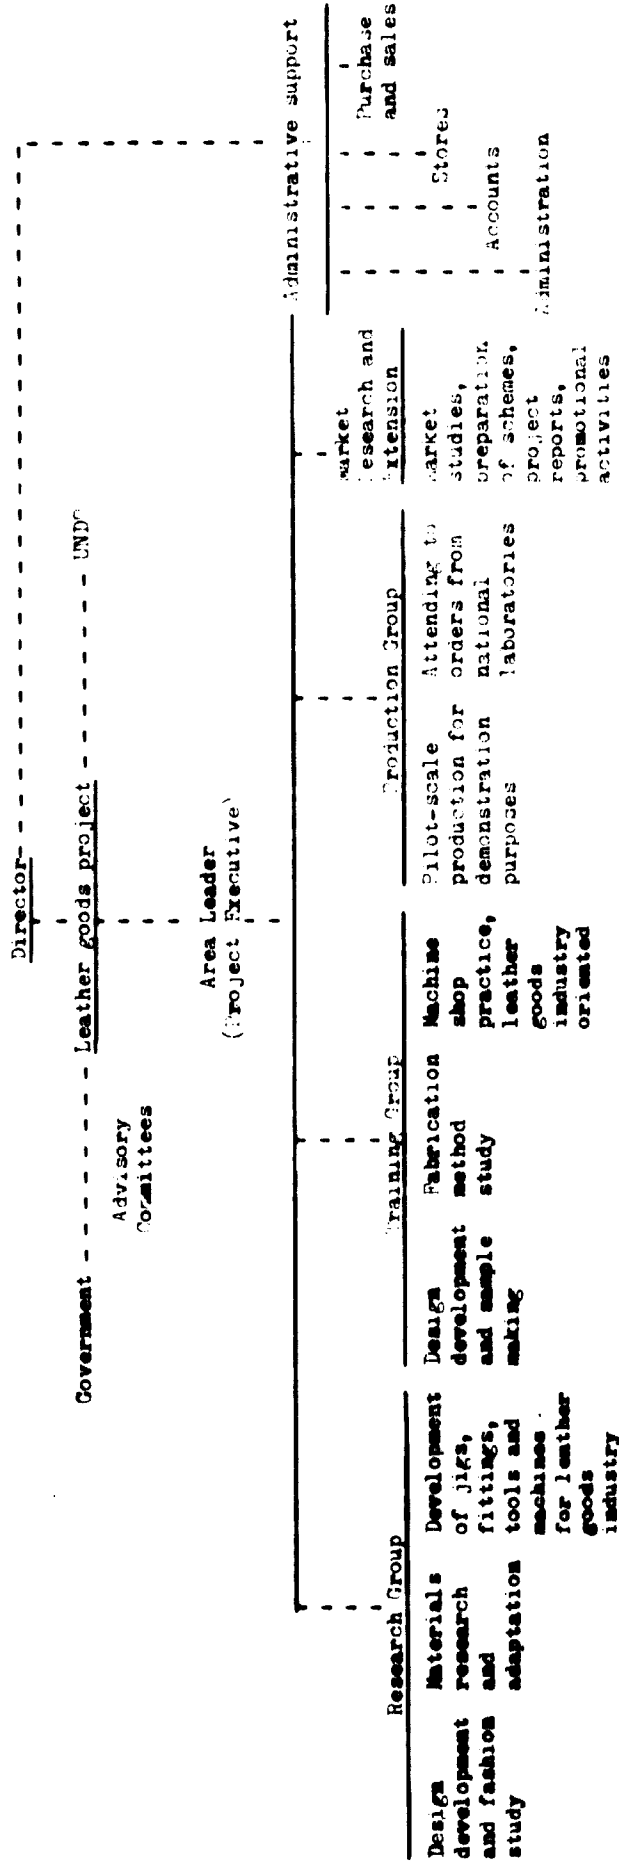 Director
Government
Leather goods project
UNDP
Advisory
Committees
Area Leader
(Project Executive)
Administrative support
Purchase
and sales
Stores
Accounts
Administration
Research Group
Design
development
and fashion
study
Materials
research
and
adaptation
Development
of jigs,
fittings,
tools and
machines
for leather
goods
industry
Training Group
Design
development
and sample
making
Fabrication
method
study
Machine
shop
practice,
leather
goods
industry
oriented
Production Group
Pilot-scale
production for
demonstration
purposes
Attending to
orders from
national
laboratories
Market
Research and
Extension
Market
studies,
preparation
of schemes,
project
reports,
promotional
activities